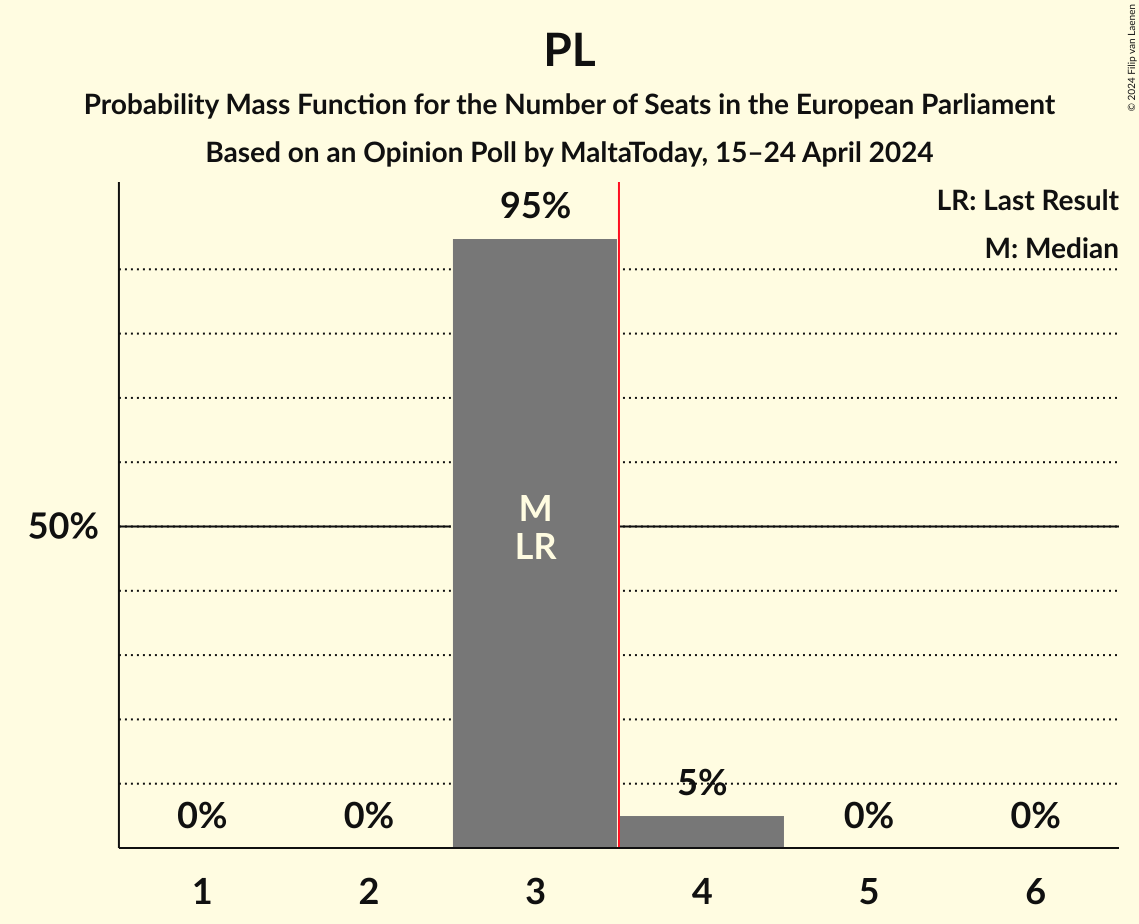 PL
Probability Mass Function for the Number of Seats in the European Parliament
Based on an Opinion Poll by MaltaToday, 15–24 April 2024
© 2024 Filip van Laenen
LR: Last Result
M: Median
95%
50%
M
LR
0%
0%
5%
0%
0%
1
2
3
4
5
6